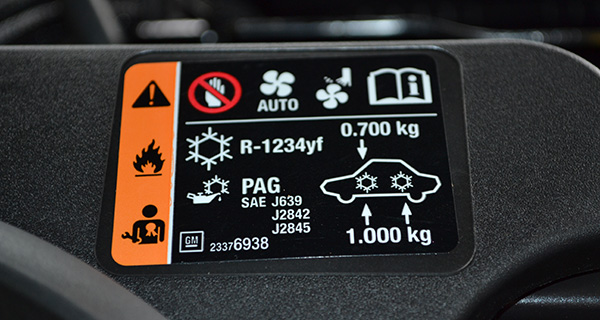 AUTO
R-1234yf
0.700 kg
PAG
SAE J639
J2842
J2845
1.000 kg
GM
23376938